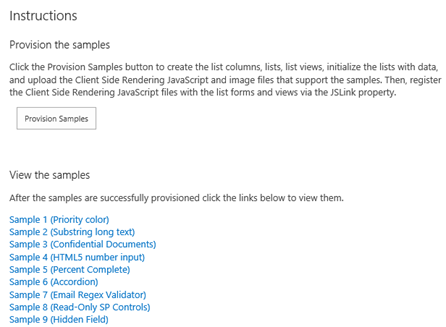 Instructions
Provision the samples
Click the Provision Samples button to create the list columns, lists, list views, initialize the lists with data,
and upload the Client Side Rendering JavaScript and image files that support the samples. Then, register
the Client Side Rendering JavaScript files with the list forms and views via the JSLink property.
Provision Samples
View the samples
After the samples are successfully provisioned click the links below to view them.
Sample 1 (Priority color)
Sample 2 (Substring long text)
Sample 3 (Confidential Documents)
Sample 4 (HTML5 number input)
Sample 5 (Percent Complete)
Sample 6 (Accordion)
Sample 7 (Email Regex Validator)
Sample 8 (Read-Only SP Controls)
Sample 9 (Hidden Field)